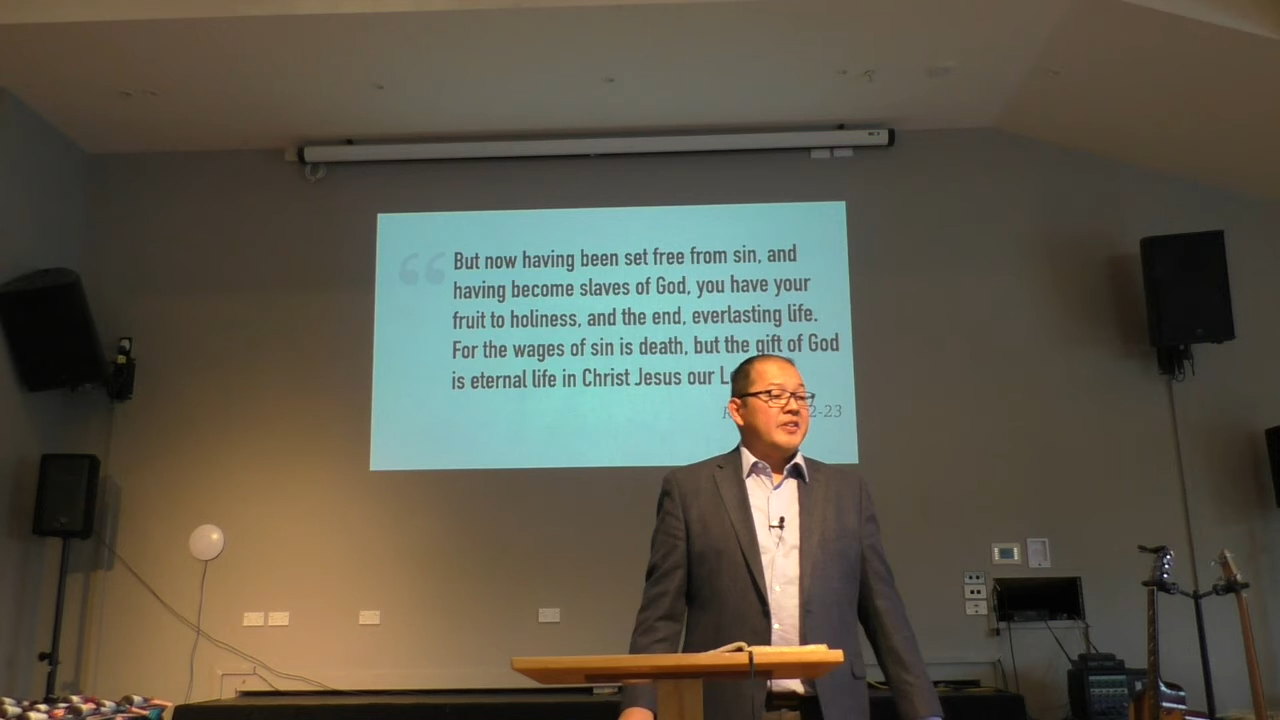 But now having been set free from sin, and
having become slaves of God, you have your
fruit to holiness, and the end, everlasting life.
For the wages of sin is death, but the gift of God
is eternal life in Christ Jesus our
2-23